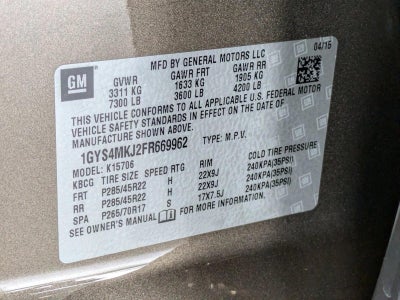 GM
MFD BY GENERAL MOTORS LLC 04/15
GVWR GAWR FRT GAWR RR
3311 KG 1633 KG 1905 KG
7300 LB 3600 LB 4200 LB
THIS VEHICLE CONFORMS TO ALL APPLICABLE U.S. FEDERAL MOTOR
VEHICLE SAFETY STANDARDS IN EFFECT ON THE DATE OF
MANUFACTURE SHOWN ABOVE.
1GYS4MKJ2FR669962 TYPE: M.P.V.
MODEL: K15706
KBCG TIRE SIZE SPEED RTG RIM COLD TIRE PRESSURE
FRT P285/45R22 H 22X9J 240KPA(35PSI)
RR P285/45R22 H 22X9J 240KPA(35PSI)
SPA P265/70R17 S 17X7.5J 240KPA(35PSI)
SEE OWNER'S MANUAL FOR MORE INFORMATION.